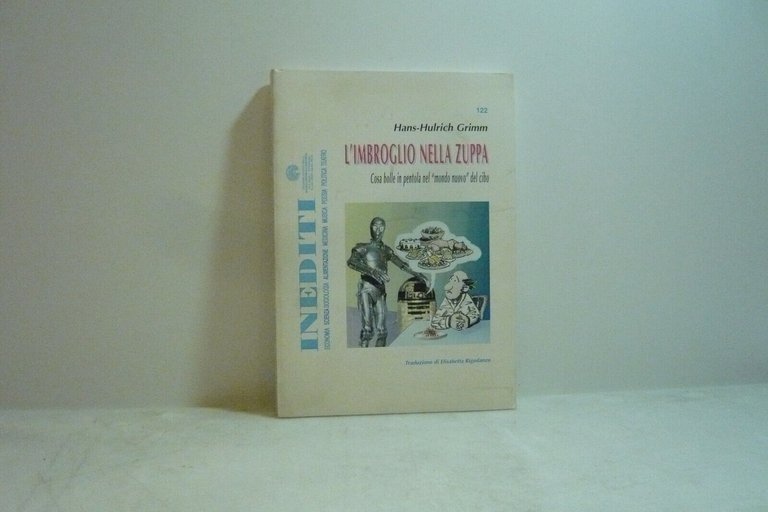 122
Hans-Hulrich Grimm
L'IMBROGLIO NELLA ZUPPA
Cosa bolle in pentola nel "mondo nuovo" del cibo
INEDITI
ECONOMIA SCIENZA SOCIOLOGIA ALIMENTAZIONE MEDICINA MUSICA POESIA POLITICA TEATRO
Traduzione di Elisabetta Rigodanzo